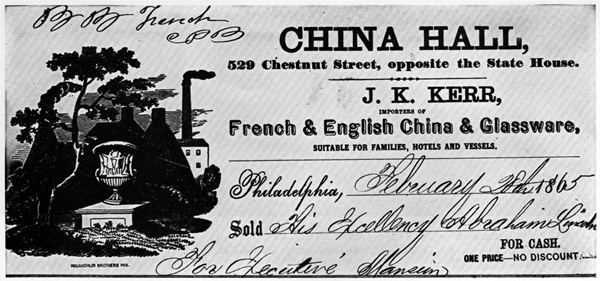 B B French
C P B
CHINA HALL,
529 Chestnut Street, opposite the State House.
J. K. KERR,
IMPORTERS OF
French & English China & Glassware,
SUITABLE FOR FAMILIES, HOTELS AND VESSELS.
Philadelphia, February 1865
Sold His Excellency Abraham Lincoln
FOR CASH.
For Executive Mansion
ONE PRICE—NO DISCOUNT.
MCLAUGHLIN BROTHERS PRS.